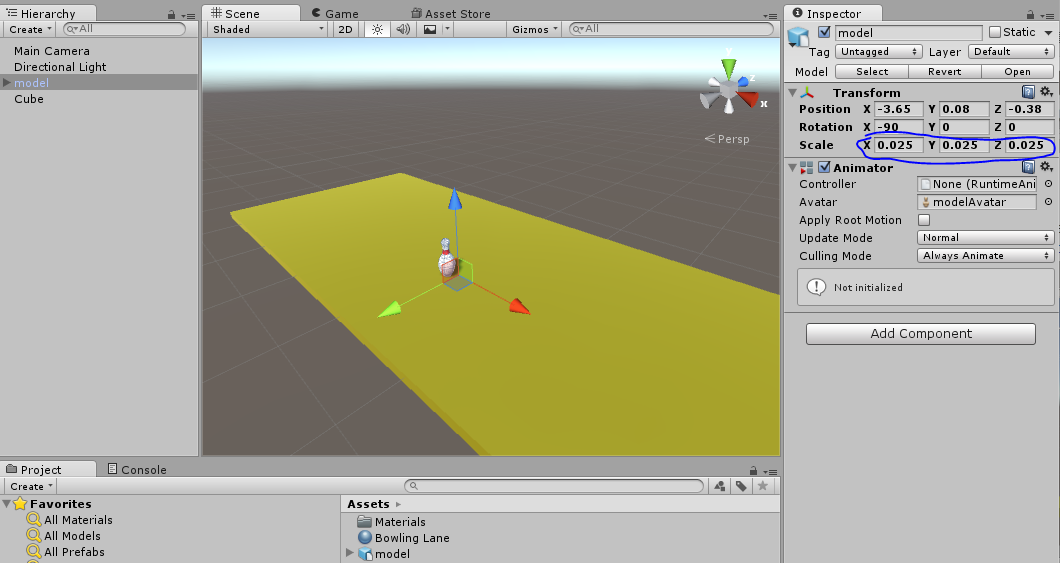 Hierarchy
Create
All
Main Camera
Directional Light
model
Cube
Scene
Game
Asset Store
Shaded
2D
Gizmos
All
y
z
x
Persp
Inspector
model
Static
Tag
Untagged
Layer
Default
Model
Select
Revert
Open
Transform
Position X -3.65 Y 0.08 Z -0.38
Rotation X -90 Y 0 Z 0
Scale X 0.025 Y 0.025 Z 0.025
Animator
Controller
None (RuntimeAni
Avatar
modelAvatar
Apply Root Motion
Update Mode
Normal
Culling Mode
Always Animate
Not initialized
Add Component
Project
Console
Create
Favorites
All Materials
All Models
All Prefabs
Assets
Materials
Bowling Lane
model